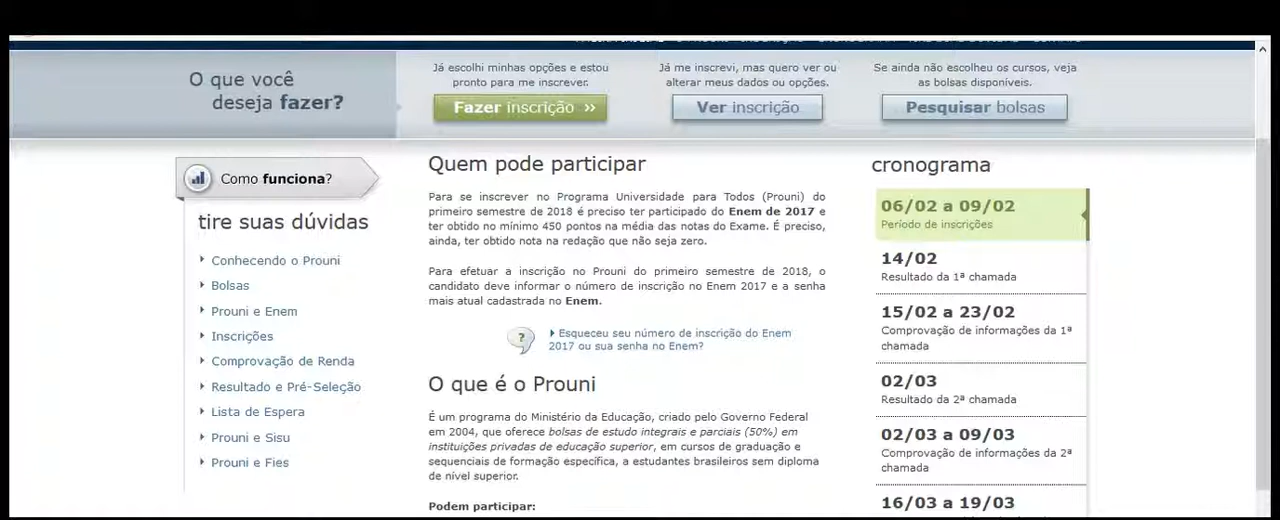 O que você
deseja fazer?
Já escolhi minhas opções e estou
pronto para me inscrever.
Fazer inscrição ››
Já me inscrevi, mas quero ver ou
alterar meus dados ou opções.
Ver inscrição
Se ainda não escolheu os cursos, veja
as bolsas disponíveis.
Pesquisar bolsas
Como funciona?
tire suas dúvidas
Conhecendo o Prouni
Bolsas
Prouni e Enem
Inscrições
Comprovação de Renda
Resultado e Pré-Seleção
Lista de Espera
Prouni e Sisu
Prouni e Fies
Quem pode participar
Para se inscrever no Programa Universidade para Todos (Prouni) do
primeiro semestre de 2018 é preciso ter participado do Enem de 2017 e
ter obtido no mínimo 450 pontos na média das notas do Exame. É preciso,
ainda, ter obtido nota na redação que não seja zero.
Para efetuar a inscrição no Prouni do primeiro semestre de 2018, o
candidato deve informar o número de inscrição no Enem 2017 e a senha
mais atual cadastrada no Enem.
?
Esqueceu seu número de inscrição do Enem
2017 ou sua senha no Enem?
O que é o Prouni
É um programa do Ministério da Educação, criado pelo Governo Federal
em 2004, que oferece bolsas de estudo integrais e parciais (50%) em
instituições privadas de educação superior, em cursos de graduação e
sequenciais de formação específica, a estudantes brasileiros sem diploma
de nível superior.
Podem participar:
cronograma
06/02 a 09/02
Período de inscrições
14/02
Resultado da 1ª chamada
15/02 a 23/02
Comprovação de informações da 1ª
chamada
02/03
Resultado da 2ª chamada
02/03 a 09/03
Comprovação de informações da 2ª
chamada
16/03 a 19/03